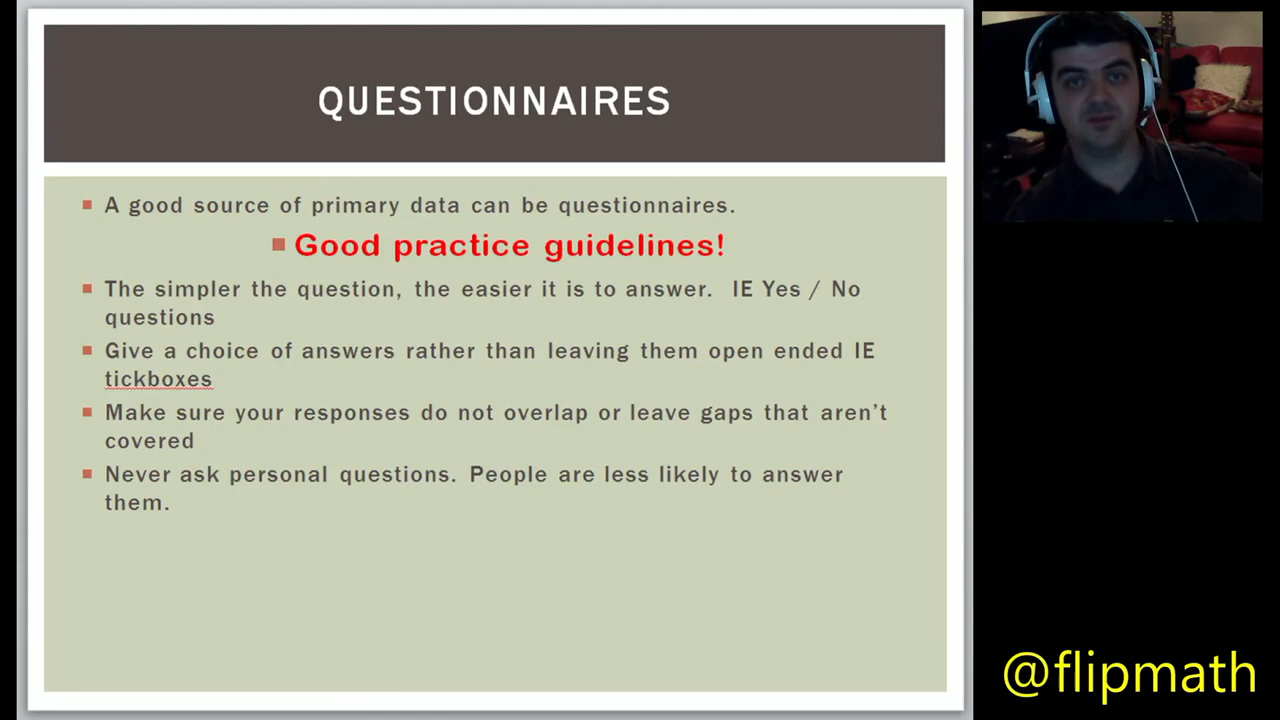 QUESTIONNAIRES
A good source of primary data can be questionnaires.
Good practice guidelines!
The simpler the question, the easier it is to answer. IE Yes / No
questions
Give a choice of answers rather than leaving them open ended IE
tickboxes
Make sure your responses do not overlap or leave gaps that aren't
covered
Never ask personal questions. People are less likely to answer
them.
@flipmath